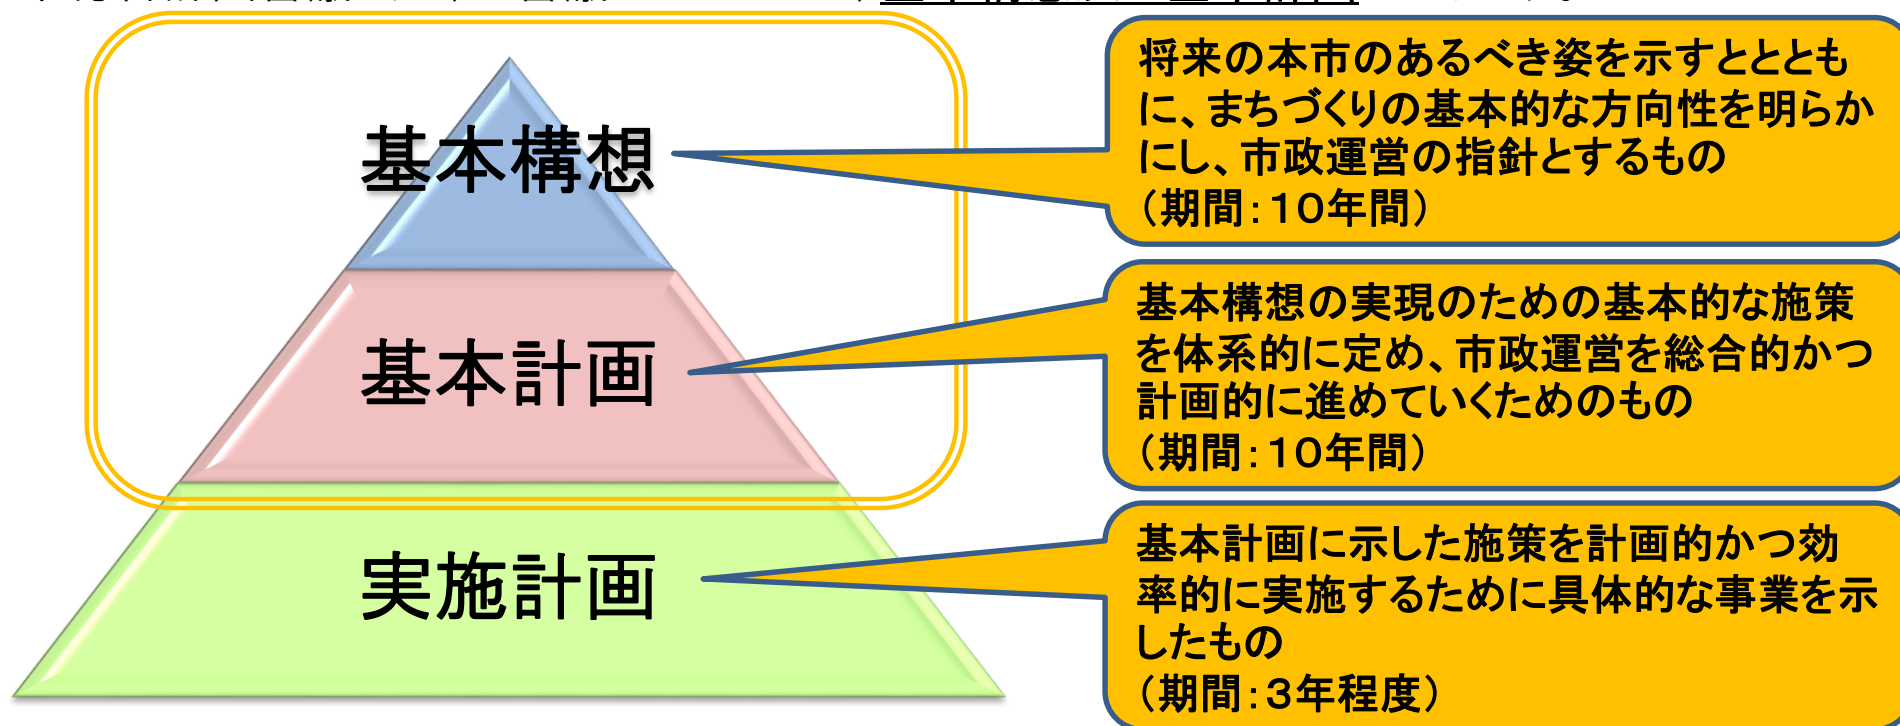 基本構想
将来の本市のあるべき姿を示すととも
に、まちづくりの基本的な方向性を明らか
にし、市政運営の指針とするもの
（期間：１０年間）
基本計画
基本構想の実現のための基本的な施策
を体系的に定め、市政運営を総合的かつ
計画的に進めていくためのもの
（期間：１０年間）
実施計画
基本計画に示した施策を計画的かつ効
率的に実施するために具体的な事業を示
したもの
（期間：３年程度）